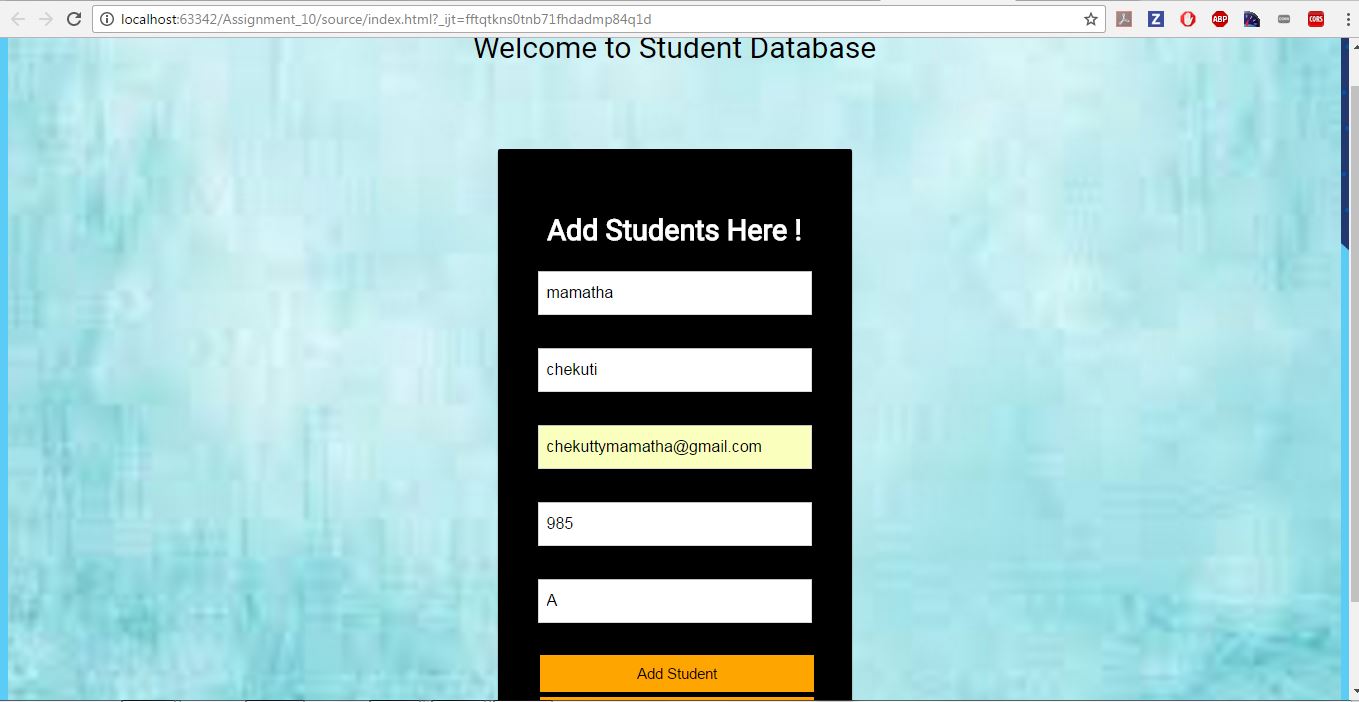 localhost:63342/Assignment_10/source/index.html?_ijt=fftqtkns0tnb71fhdadmp84q1d
Z
ABP
CORS
Welcome to Student Database
Add Students Here !
mamatha
chekuti
chekuttymamatha@gmail.com
985
A
Add Student